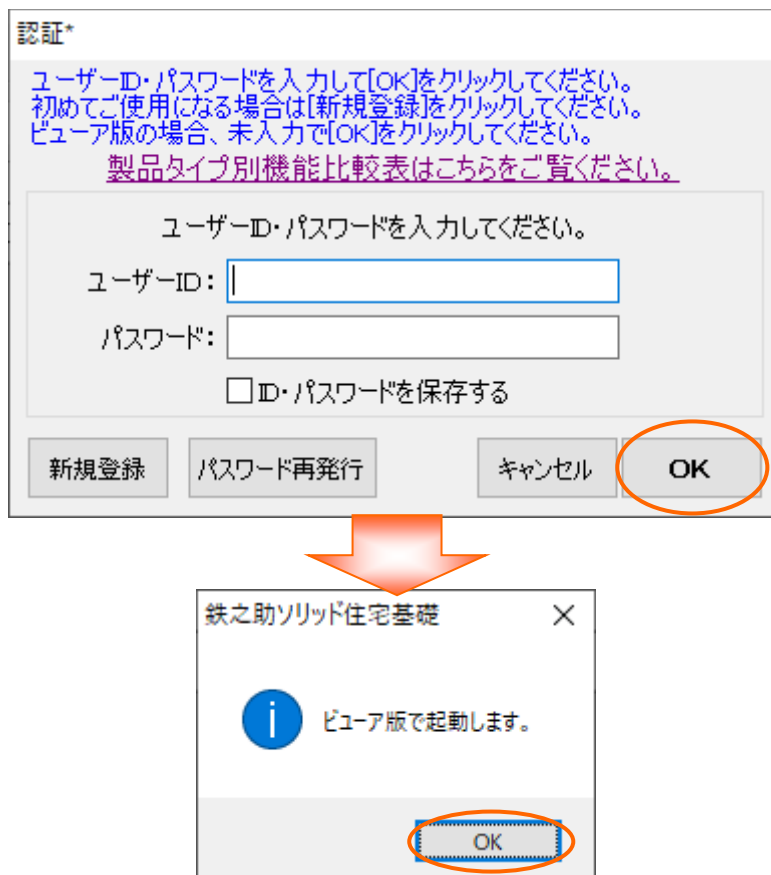 認証*
ユーザーID・パスワードを入力して[OK]をクリックしてください。
初めてご使用になる場合は[新規登録]をクリックしてください。
ビューア版の場合、未入力で[OK]をクリックしてください。
製品タイプ別機能比較表はこちらをご覧ください。
ユーザーID・パスワードを入力してください。
ユーザーID：
パスワード：
ID・パスワードを保存する
新規登録 パスワード再発行 キャンセル OK
鉄之助ソリッド住宅基礎
ビューア版で起動します。
OK